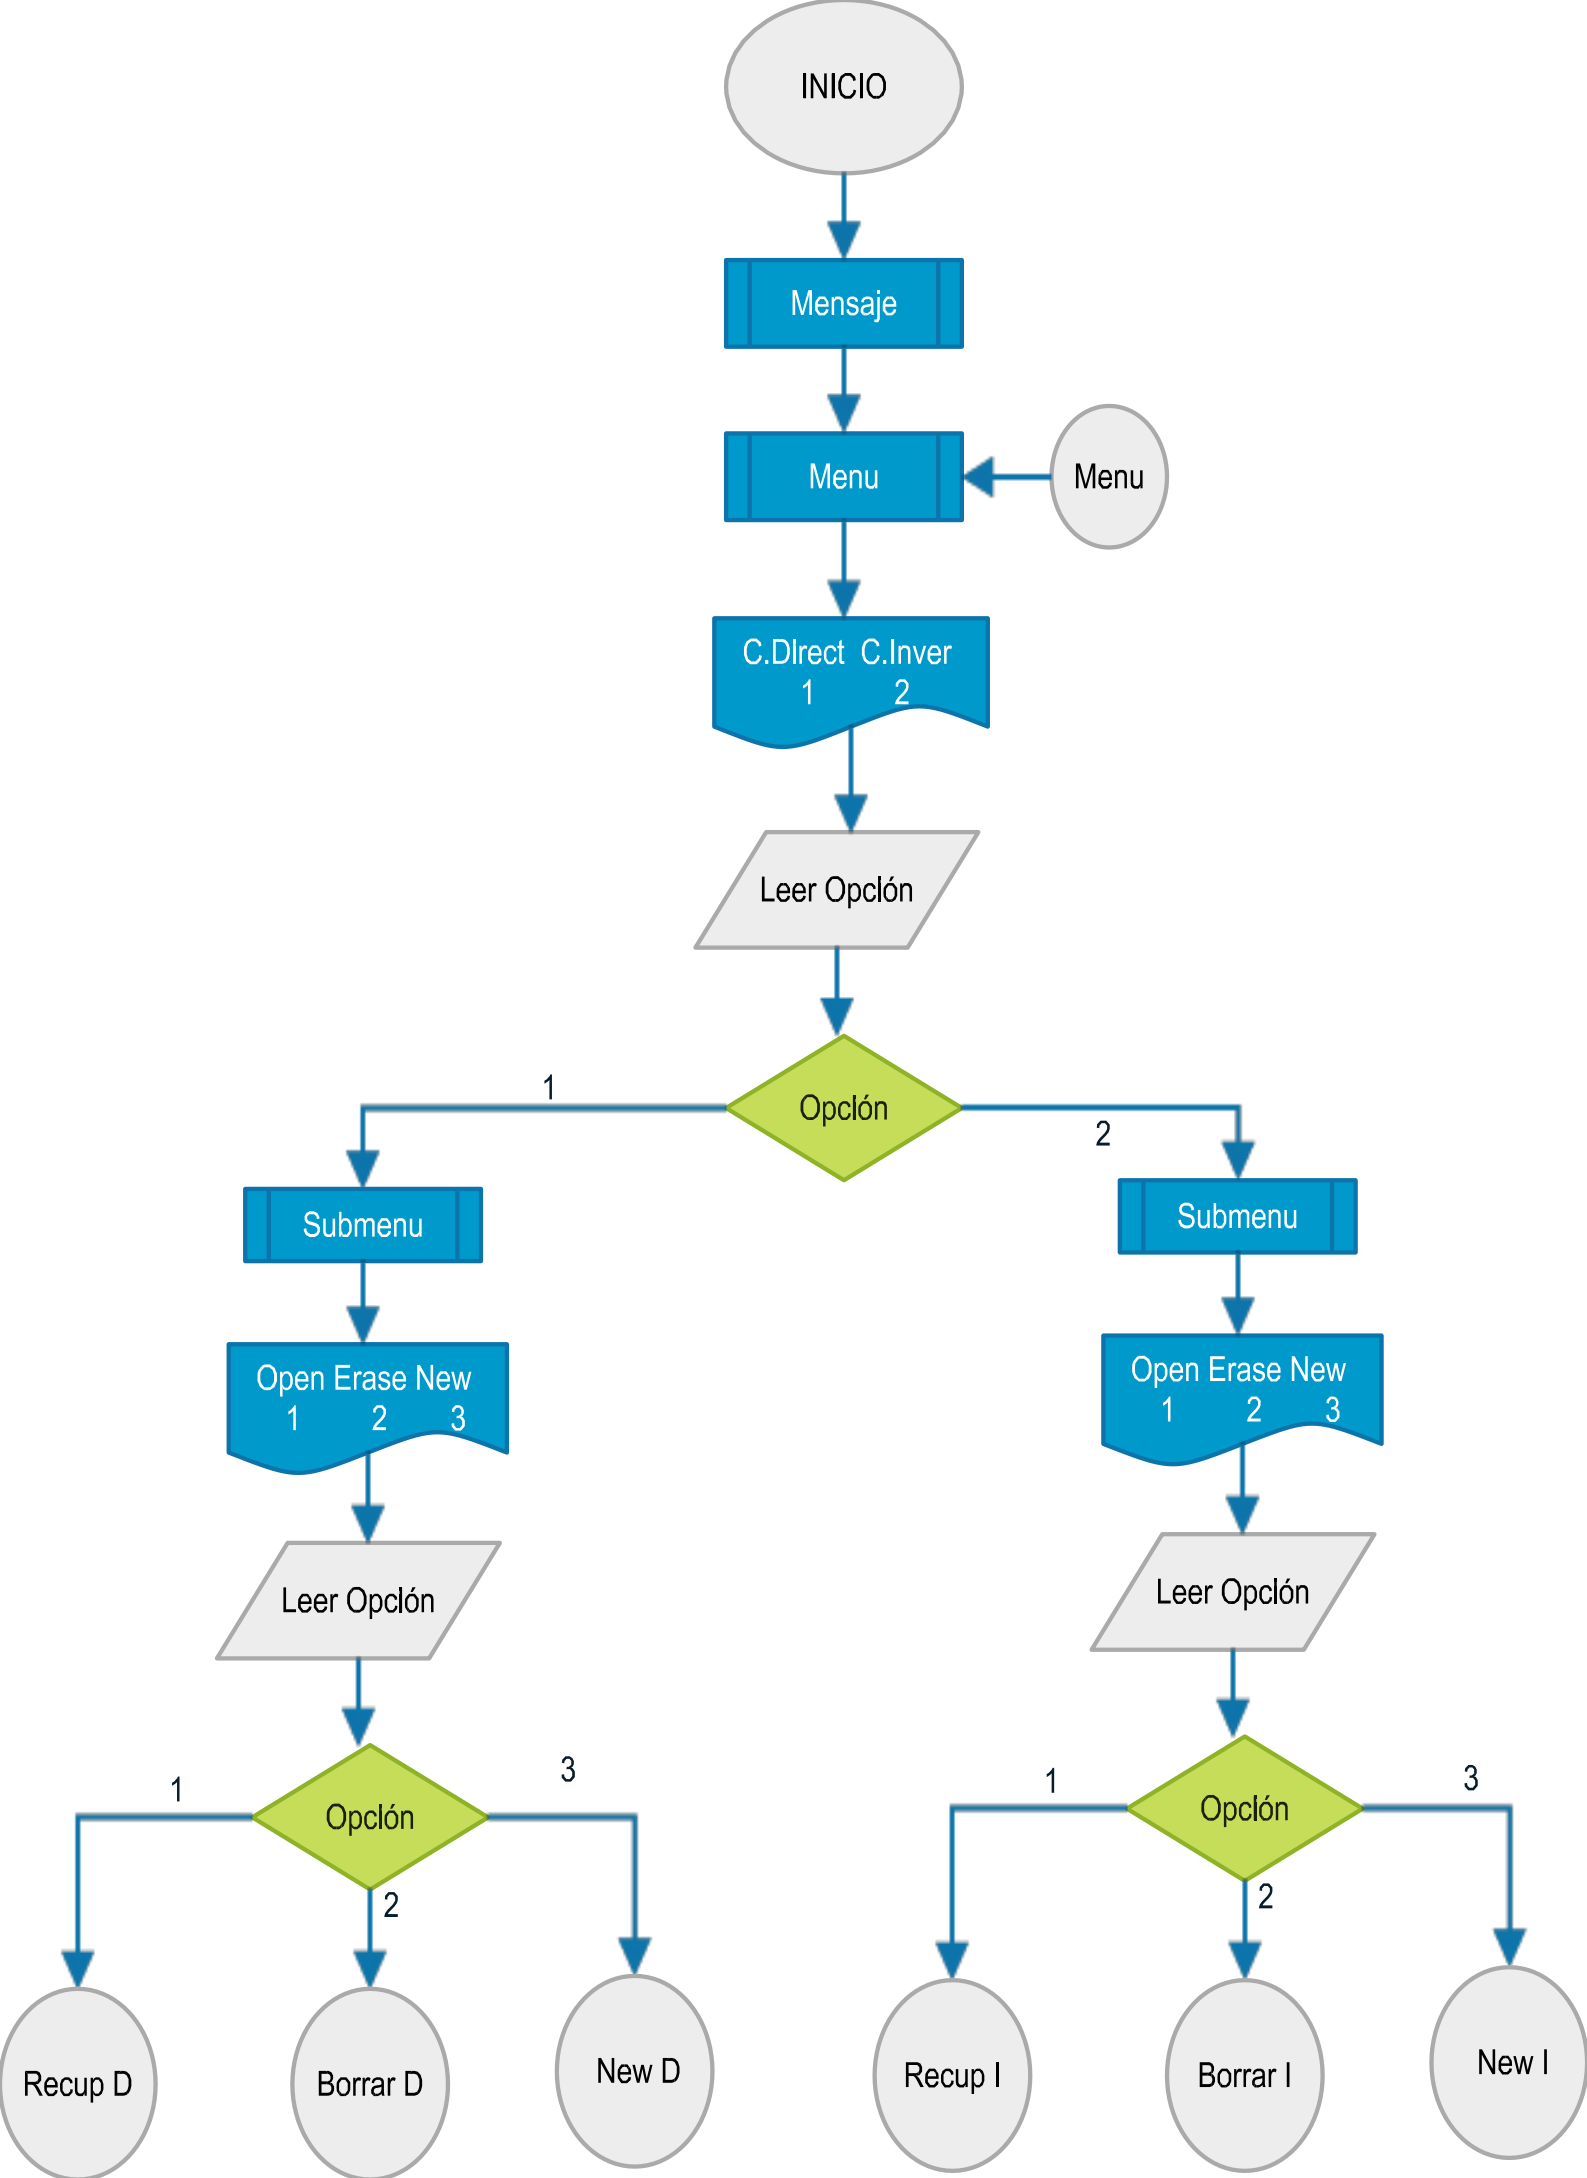 INICIO
Mensaje
Menu
Menu
C.DIrect C.Inver
1 2
Leer OpcIón
OpcIón
1
2
Submenu
Open Erase New
1 2 3
Leer OpcIón
OpcIón
1
2
3
Recup D
Borrar D
New D
Submenu
Open Erase New
1 2 3
Leer OpcIón
OpcIón
1
2
3
Recup I
Borrar I
New I